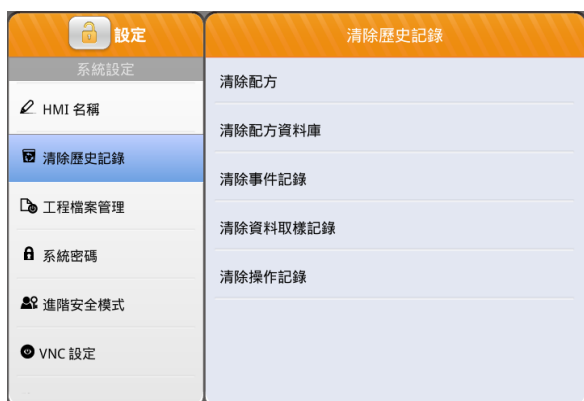 設定
系統設定
HMI 名稱
清除歷史記錄
工程檔案管理
系統密碼
進階安全模式
VNC 設定
清除歷史記錄
清除配方
清除配方資料庫
清除事件記錄
清除資料取樣記錄
清除操作記錄